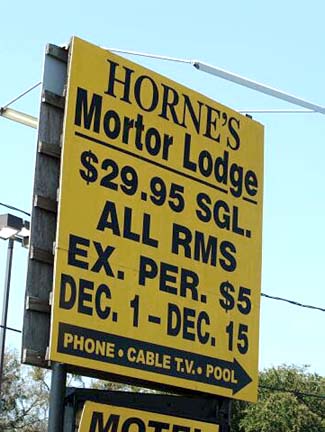 HORNE'S
Mortor Lodge
$29.95 SGL.
ALL RMS
EX. PER. $5
DEC. 1 - DEC. 15
PHONE • CABLE T.V. • POOL